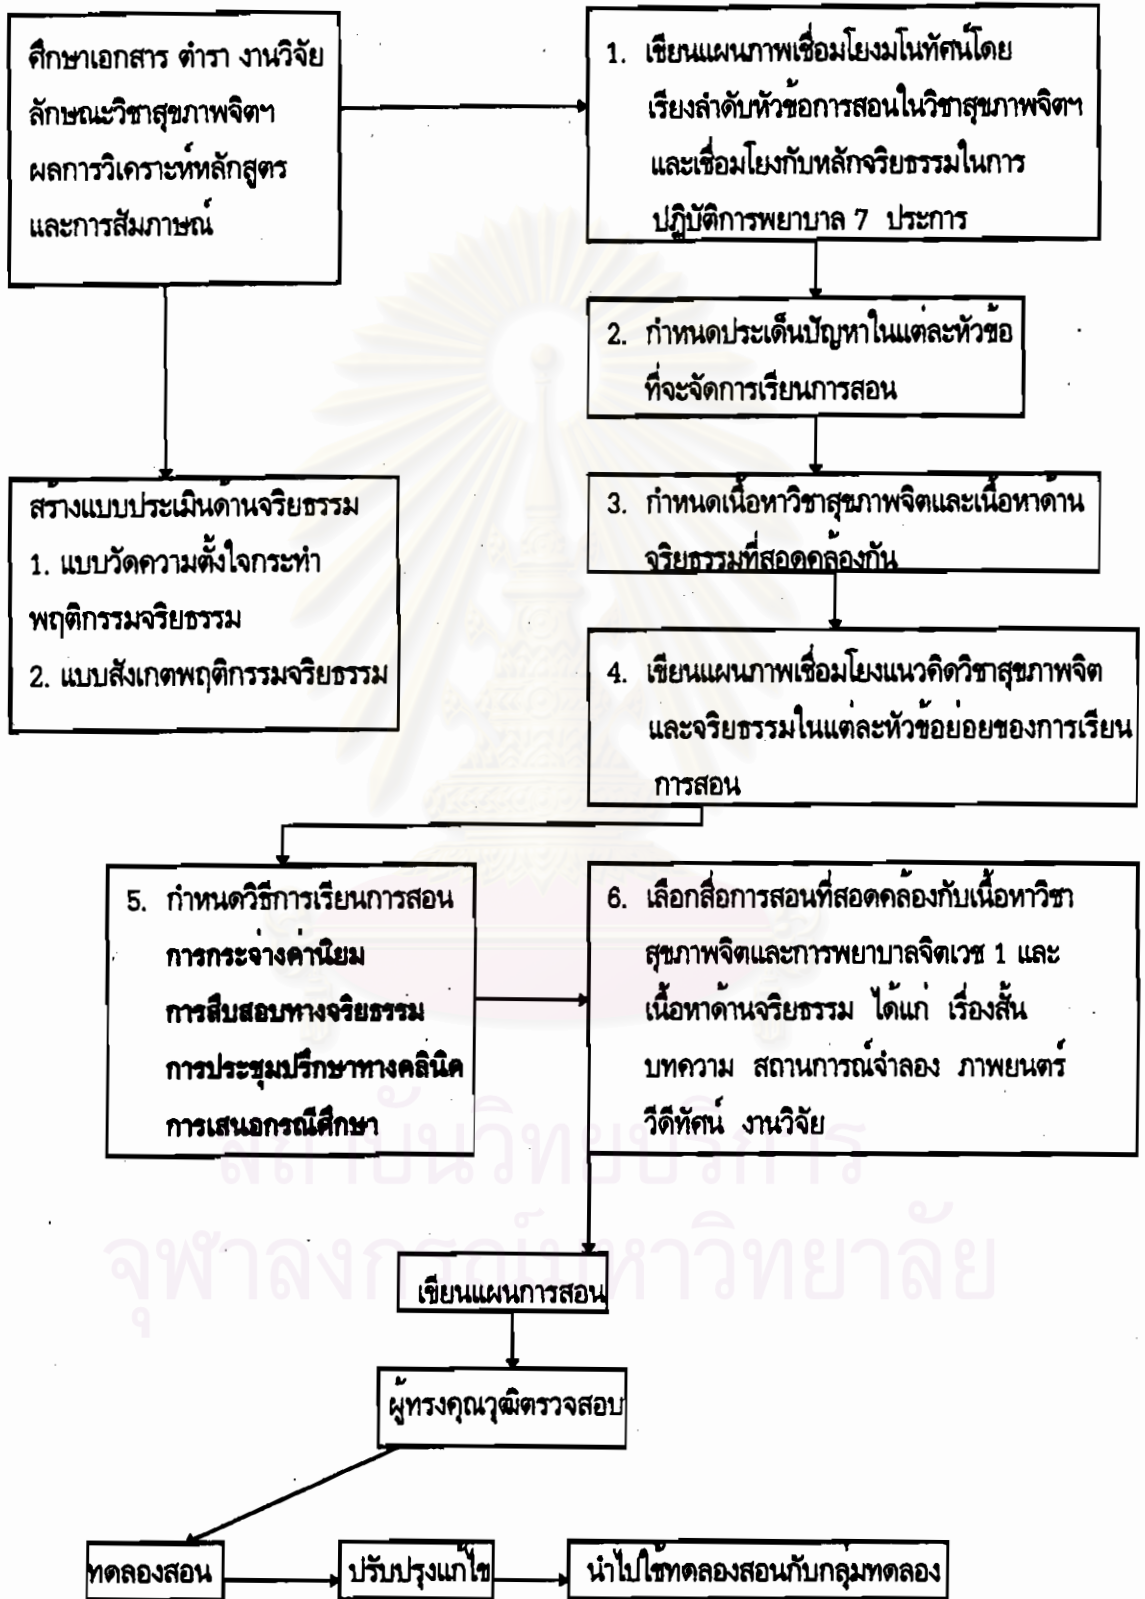 ศึกษาเอกสาร ตำรา งานวิจัย
ลักษณะวิชาสุขภาพจิตฯ
ผลการวิเคราะห์หลักสูตร
และการสัมภาษณ์
1. เขียนแผนภาพเชื่อมโยงมโนทัศน์โดย
เรียงลำดับหัวข้อการสอนในวิชาสุขภาพจิตฯ
และเชื่อมโยงกับหลักจริยธรรมในการ
ปฏิบัติการพยาบาล 7 ประการ
2. กำหนดประเด็นปัญหาในแต่ละหัวข้อ
ที่จะจัดการเรียนการสอน
สร้างแบบประเมินด้านจริยธรรม
1. แบบวัดความตั้งใจกระทำ
พฤติกรรมจริยธรรม
2. แบบสังเกตพฤติกรรมจริยธรรม
3. กำหนดเนื้อหาวิชาสุขภาพจิตและเนื้อหาด้าน
จริยธรรมที่สอดคล้องกัน
4. เขียนแผนภาพเชื่อมโยงแนวคิดวิชาสุขภาพจิต
และจริยธรรมในแต่ละหัวข้อย่อยของการเรียน
การสอน
5. กำหนดวิธีการเรียนการสอน
การกระจ่างค่านิยม
การสืบสอบทางจริยธรรม
การประชุมปรึกษาทางคลินิค
การเสนอกรณีศึกษา
6. เลือกสื่อการสอนที่สอดคล้องกับเนื้อหาวิชา
สุขภาพจิตและการพยาบาลจิตเวช 1 และ
เนื้อหาด้านจริยธรรม ได้แก่ เรื่องสั้น
บทความ สถานการณ์จำลอง ภาพยนตร์
วีดีทัศน์ งานวิจัย
สถาบันวิทยบริการ
จุฬาลงกรณ์มหาวิทยาลัย
เขียนแผนการสอน
ผู้ทรงคุณวุฒิตรวจสอบ
ทดลองสอน
ปรับปรุงแก้ไข
นำไปใช้ทดลองสอนกับกลุ่มทดลอง